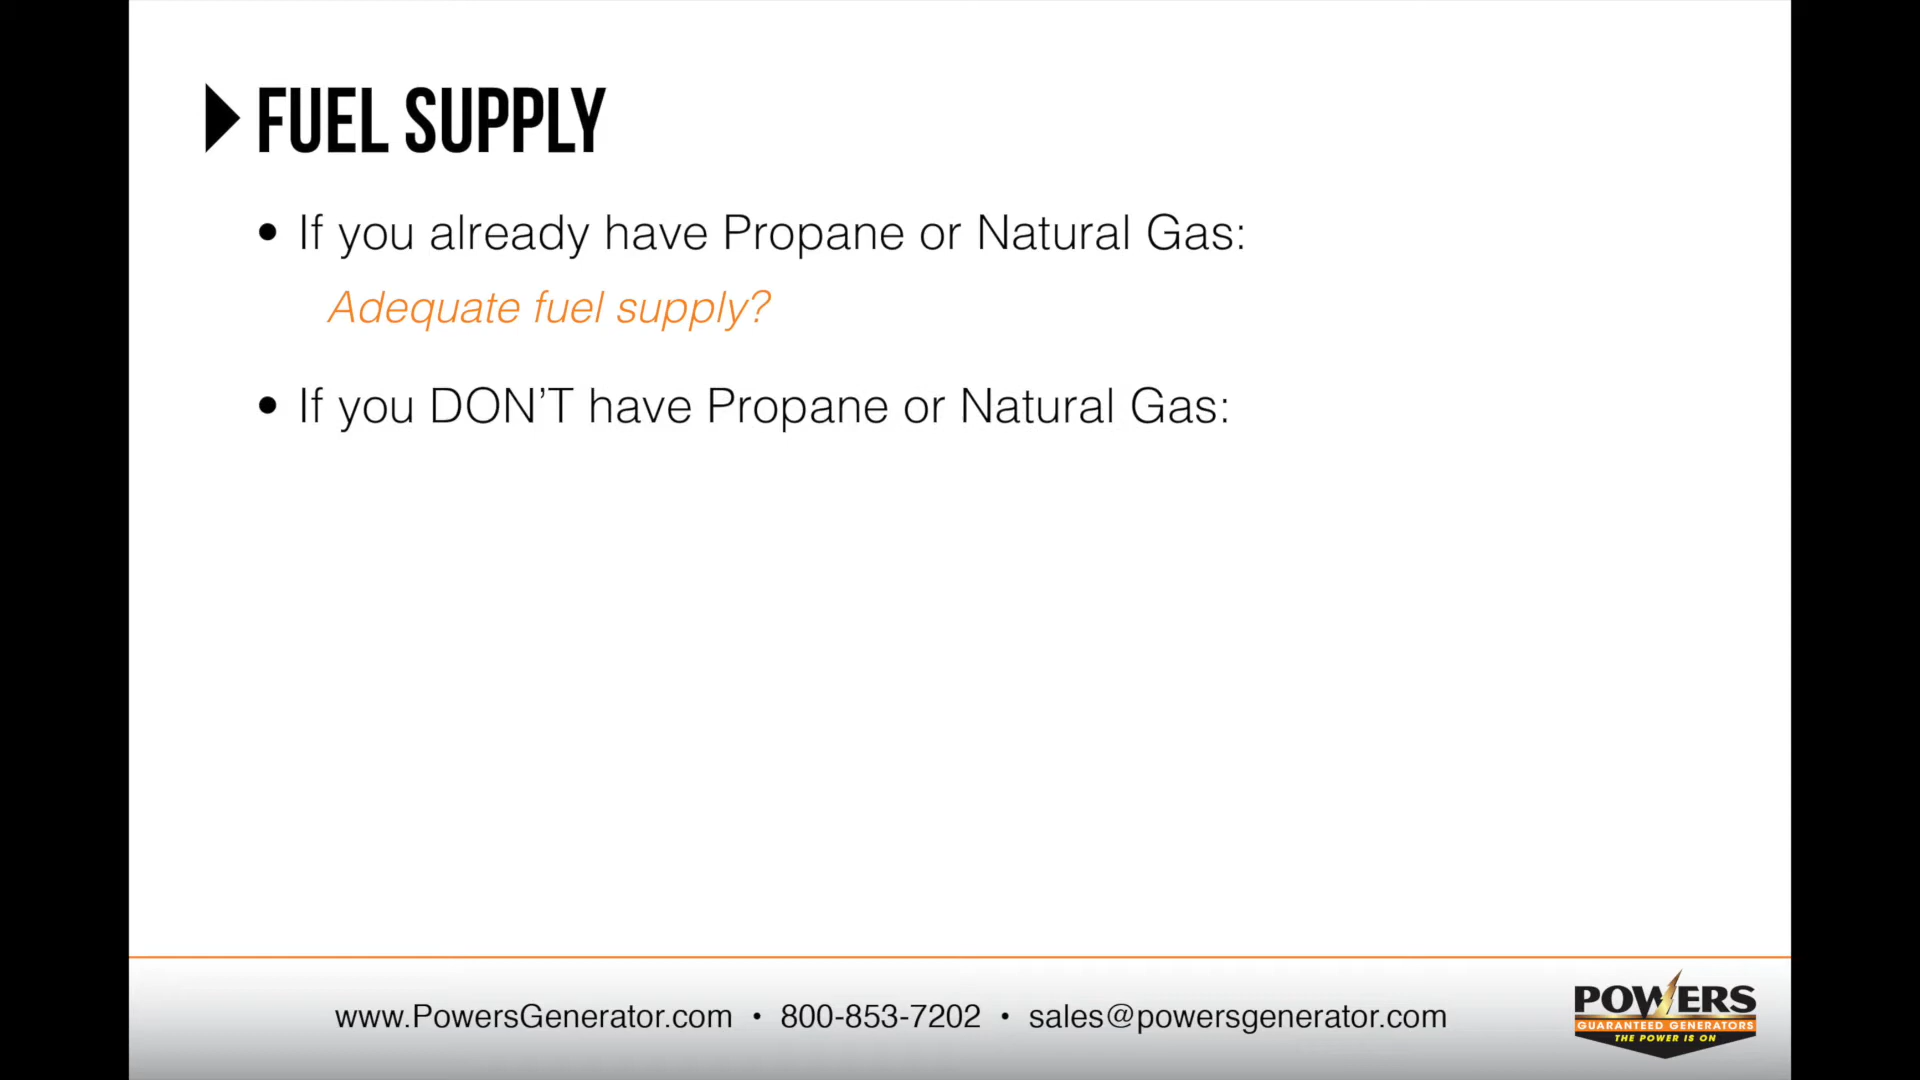 FUEL SUPPLY
• If you already have Propane or Natural Gas:
Adequate fuel supply?
• If you DON’T have Propane or Natural Gas:
www.PowersGenerator.com • 800-853-7202 • sales@powersgenerator.com
POWERS
GUARANTEED GENERATORS
THE POWER IS ON